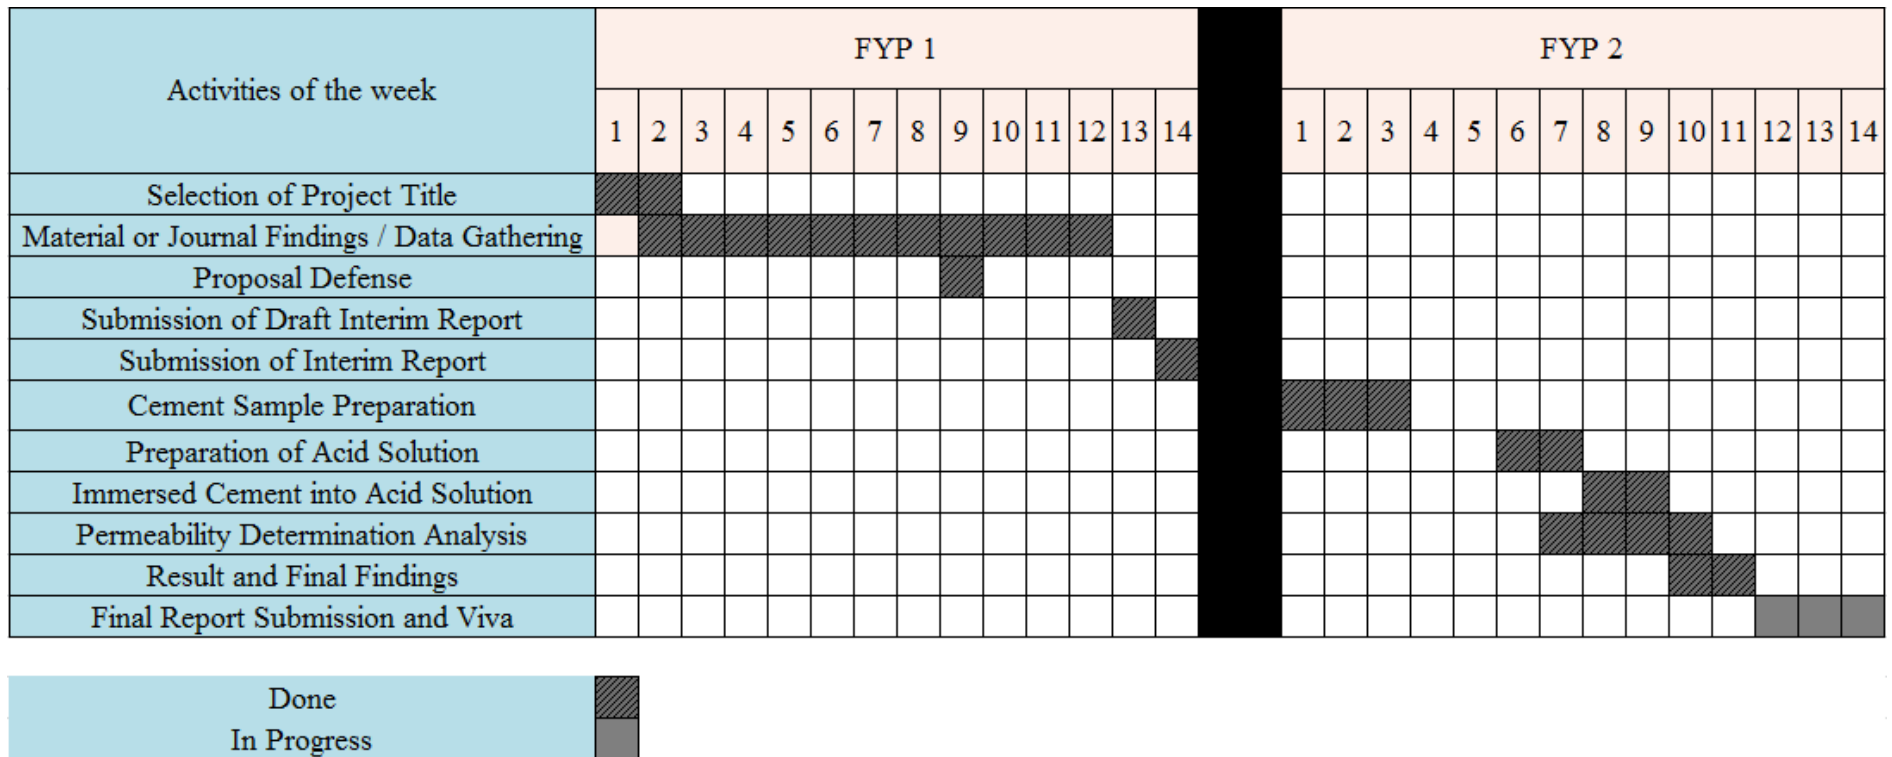 FYP 1
FYP 2
Activities of the week
1 2 3 4 5 6 7 8 9 10 11 12 13 14
1 2 3 4 5 6 7 8 9 10 11 12 13 14
Selection of Project Title
Material or Journal Findings / Data Gathering
Proposal Defense
Submission of Draft Interim Report
Submission of Interim Report
Cement Sample Preparation
Preparation of Acid Solution
Immersed Cement into Acid Solution
Permeability Determination Analysis
Result and Final Findings
Final Report Submission and Viva
Done
In Progress